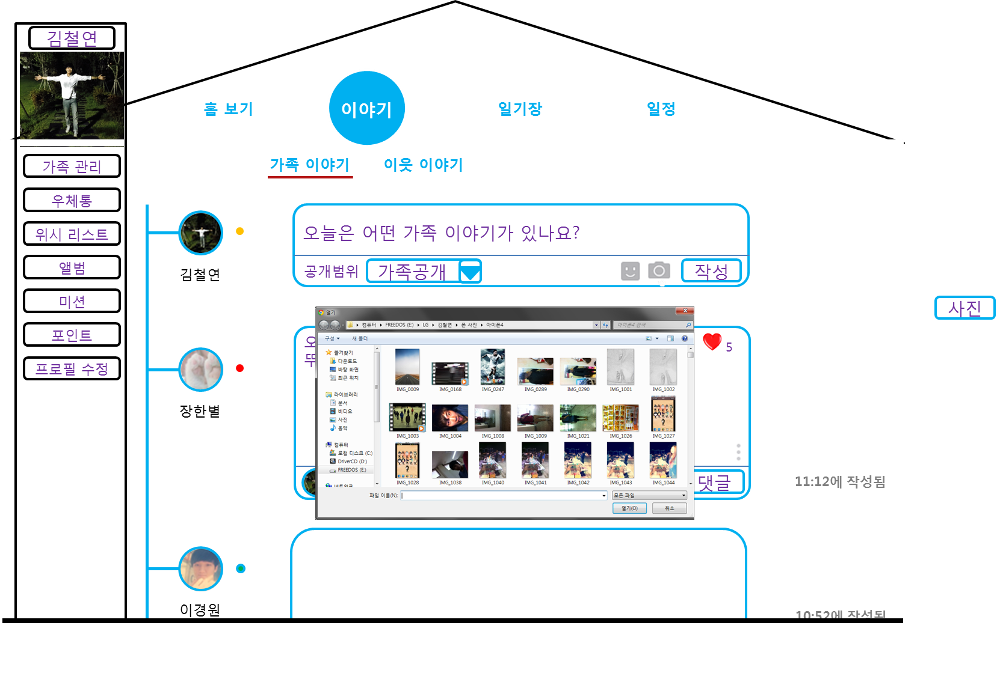 김철연
홈 보기
이야기
일기장
일정
가족 이야기
이웃 이야기
가족 관리
우체통
위시 리스트
앨범
미션
포인트
프로필 수정
오늘은 어떤 가족 이야기가 있나요?
공개범위
가족공개
작성
김철연
사진
열기
컴퓨터 ▸ FREEDOS (E:) ▸ LG ▸ 김철연 ▸ 폰 사진 ▸ 아이폰4
아이폰4 검색
구성
새 폴더
즐겨찾기
다운로드
바탕 화면
최근 위치
라이브러리
문서
비디오
사진
음악
컴퓨터
로컬 디스크 (C:)
DriverCD (D:)
FREEDOS (E:)
네트워크
IMG_0009 IMG_0168 IMG_0247 IMG_0289 IMG_0290 IMG_1001 IMG_1002
IMG_1003 IMG_1004 IMG_1008 IMG_1009 IMG_1021 IMG_1026 IMG_1027
IMG_1028 IMG_1038 IMG_1040 IMG_1041 IMG_1042 IMG_1043 IMG_1044
파일 이름(N):
모든 파일
열기(O)
취소
5
장한별
댓글
11:12에 작성됨
이경원
10:52에 작성됨